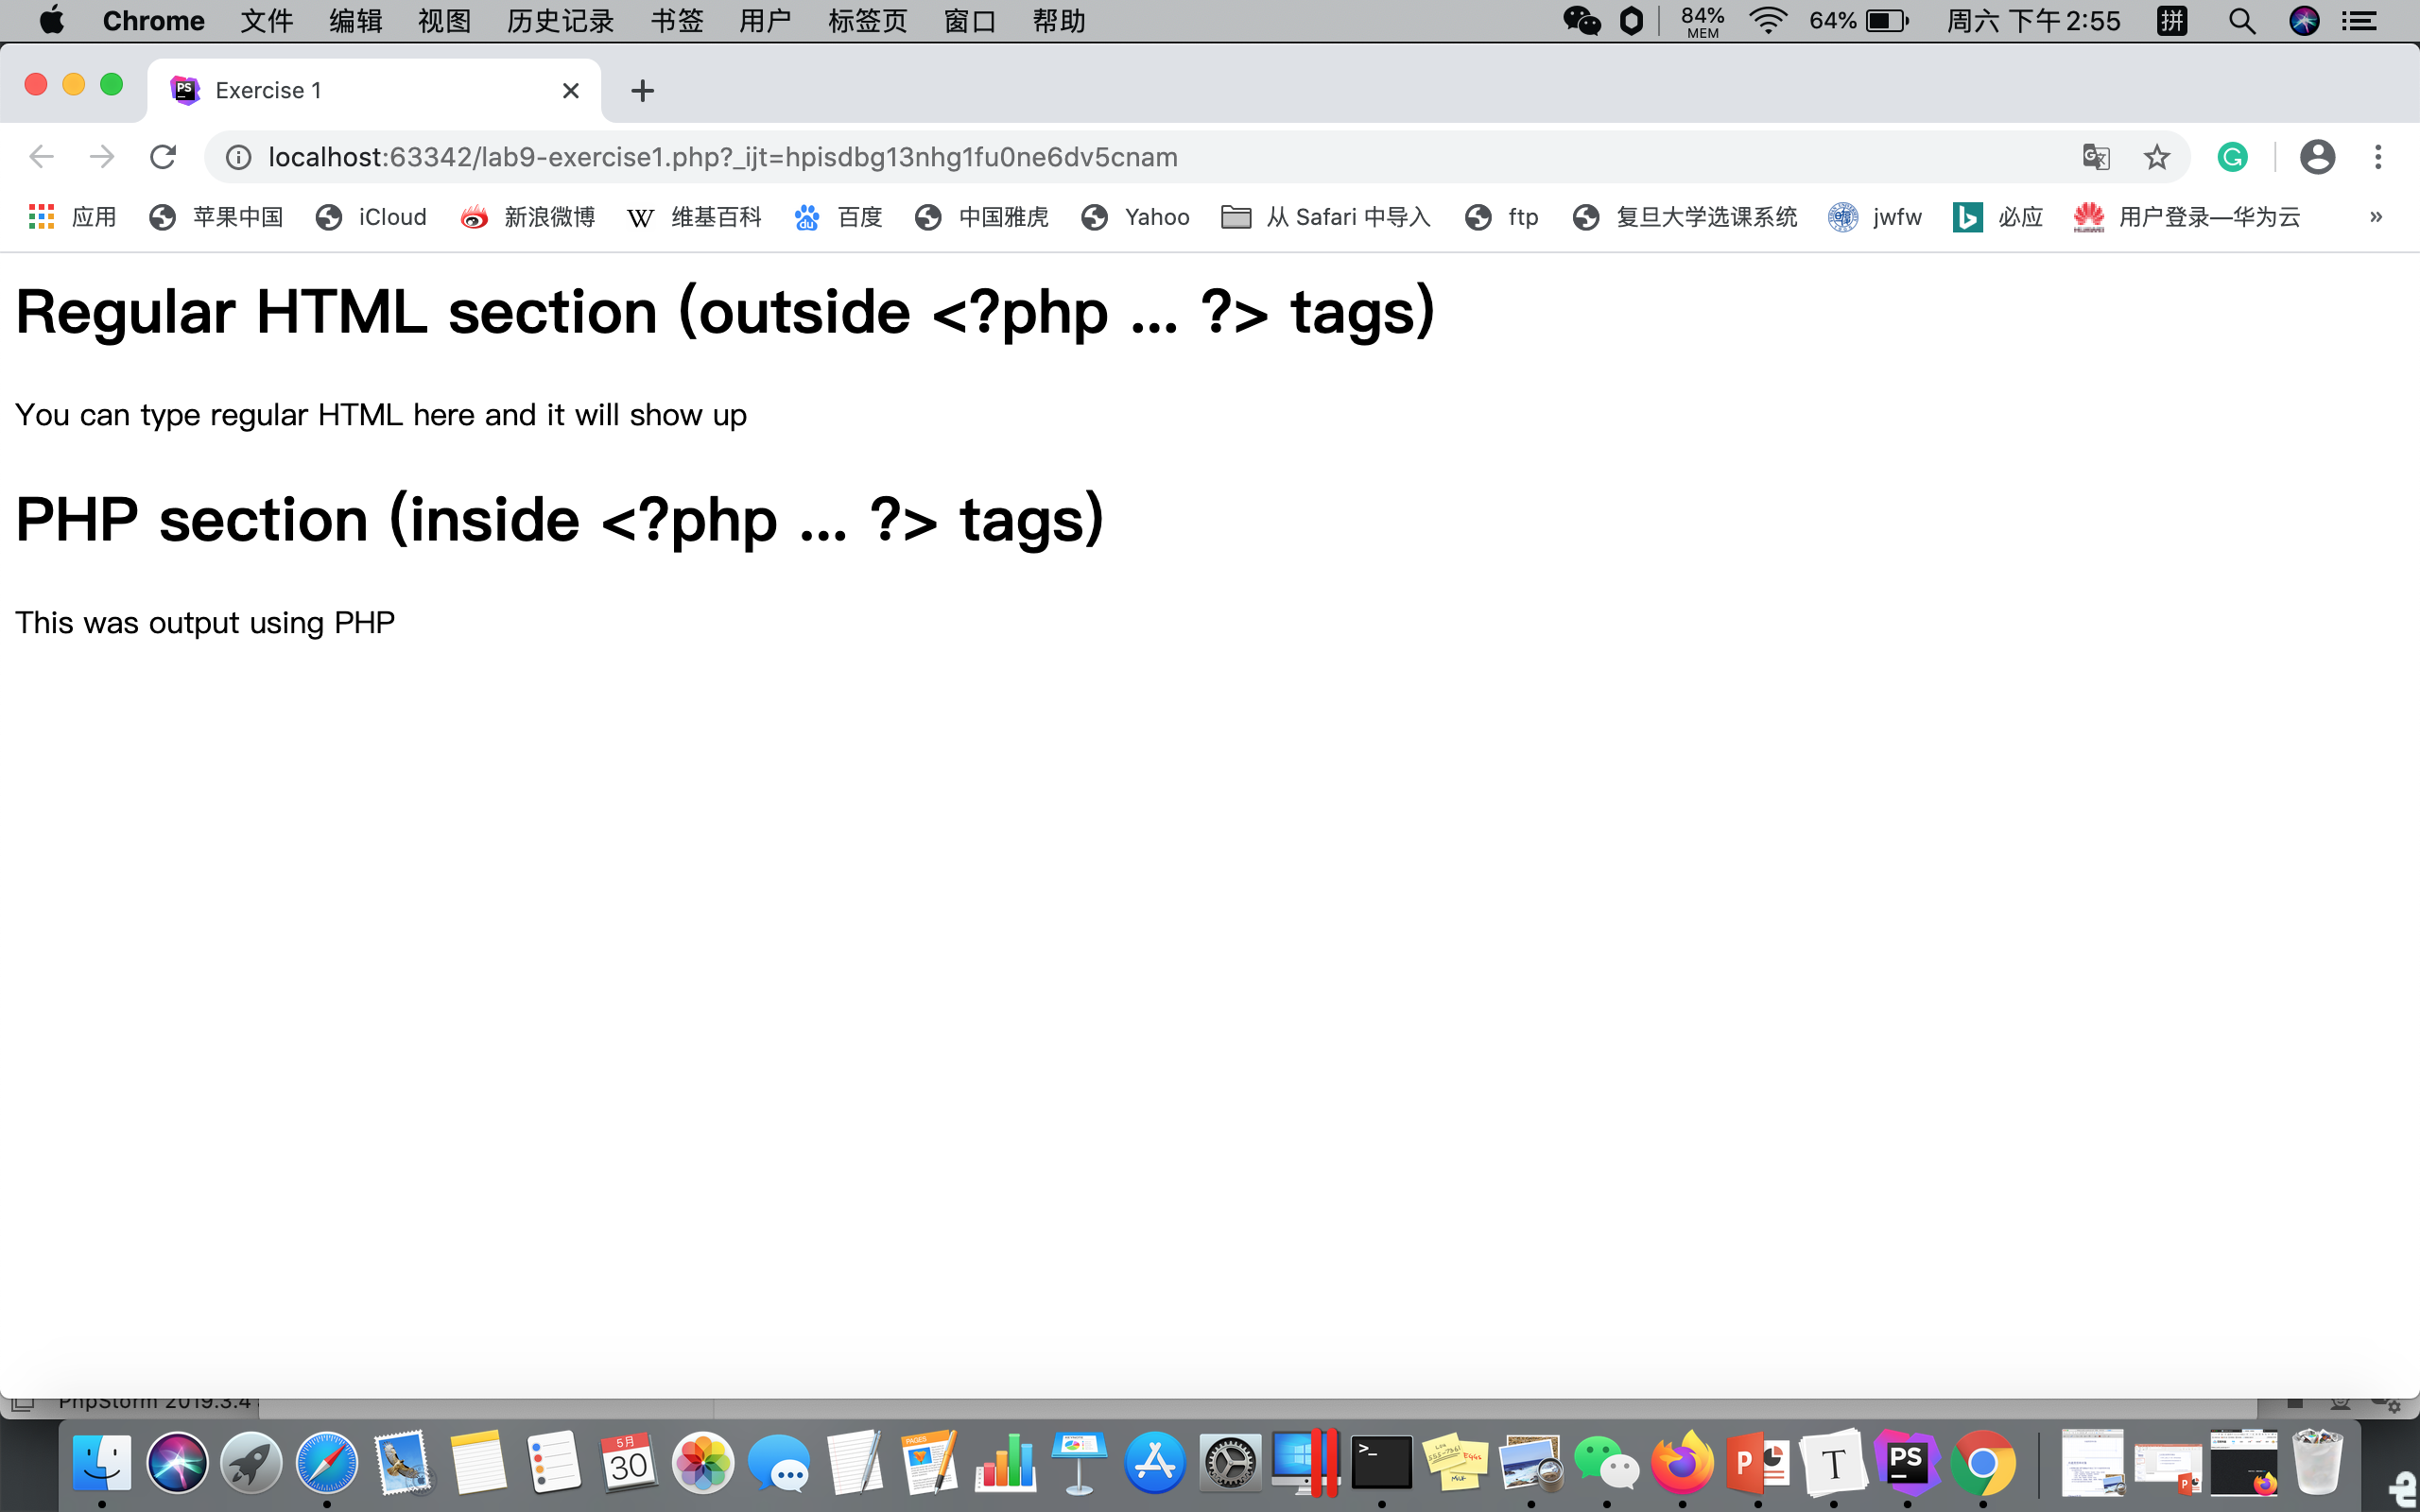 Chrome 文件 编辑 视图 历史记录 书签 用户 标签页 窗口 帮助 84% MEM 64% 周六 下午 2:55 拼
PS Exercise 1
localhost:63342/lab9-exercise1.php?_ijt=hpisdbg13nhg1fu0ne6dv5cnam
应用 苹果中国 iCloud 新浪微博 W 维基百科 百度 中国雅虎 Yahoo 从 Safari 中导入 ftp 复旦大学选课系统 jwfw 必应 用户登录—华为云 »
Regular HTML section (outside <?php ... ?> tags)
You can type regular HTML here and it will show up
PHP section (inside <?php ... ?> tags)
This was output using PHP
PhpStorm 2019.3.4
5月
30
PAGES
>_
P
T
PS